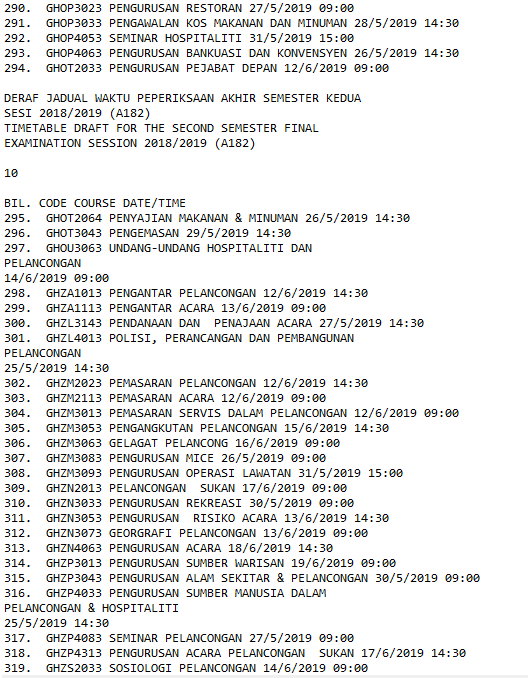 290.  GHOP3023 PENGURUSAN RESTORAN 27/5/2019 09:00
291.  GHOP3033 PENGAWALAN KOS MAKANAN DAN MINUMAN 28/5/2019 14:30
292.  GHOP4053 SEMINAR HOSPITALITI 31/5/2019 15:00
293.  GHOP4063 PENGURUSAN BANKUASI DAN KONVENSYEN 26/5/2019 14:30
294.  GHOT2033 PENGURUSAN PEJABAT DEPAN 12/6/2019 09:00
DERAF JADUAL WAKTU PEPERIKSAAN AKHIR SEMESTER KEDUA
SESI 2018/2019 (A182)
TIMETABLE DRAFT FOR THE SECOND SEMESTER FINAL
EXAMINATION SESSION 2018/2019 (A182)
10
BIL. CODE COURSE DATE/TIME
295.  GHOT2064 PENYAJIAN MAKANAN & MINUMAN 26/5/2019 14:30
296.  GHOT3043 PENGEMASAN 29/5/2019 14:30
297.  GHOU3063 UNDANG-UNDANG HOSPITALITI DAN
PELANCONGAN
14/6/2019 09:00
298.  GHZA1013 PENGANTAR PELANCONGAN 12/6/2019 14:30
299.  GHZA1113 PENGANTAR ACARA 13/6/2019 09:00
300.  GHZL3143 PENDANAAN DAN  PENAJAAN ACARA 27/5/2019 14:30
301.  GHZL4013 POLISI, PERANCANGAN DAN PEMBANGUNAN
PELANCONGAN
25/5/2019 14:30
302.  GHZM2023 PEMASARAN PELANCONGAN 12/6/2019 14:30
303.  GHZM2113 PEMASARAN ACARA 12/6/2019 09:00
304.  GHZM3013 PEMASARAN SERVIS DALAM PELANCONGAN 12/6/2019 09:00
305.  GHZM3053 PENGANGKUTAN PELANCONGAN 15/6/2019 14:30
306.  GHZM3063 GELAGAT PELANCONG 16/6/2019 09:00
307.  GHZM3083 PENGURUSAN MICE 26/5/2019 09:00
308.  GHZM3093 PENGURUSAN OPERASI LAWATAN 31/5/2019 15:00
309.  GHZN2013 PELANCONGAN  SUKAN 17/6/2019 09:00
310.  GHZN3033 PENGURUSAN REKREASI 30/5/2019 09:00
311.  GHZN3053 PENGURUSAN  RISIKO ACARA 13/6/2019 14:30
312.  GHZN3073 GEORGRAFI PELANCONGAN 13/6/2019 09:00
313.  GHZN4063 PENGURUSAN ACARA 18/6/2019 14:30
314.  GHZP3013 PENGURUSAN SUMBER WARISAN 19/6/2019 09:00
315.  GHZP3043 PENGURUSAN ALAM SEKITAR & PELANCONGAN 30/5/2019 09:00
316.  GHZP4033 PENGURUSAN SUMBER MANUSIA DALAM
PELANCONGAN & HOSPITALITI
25/5/2019 14:30
317.  GHZP4083 SEMINAR PELANCONGAN 27/5/2019 09:00
318.  GHZP4313 PENGURUSAN ACARA PELANCONGAN  SUKAN 17/6/2019 14:30
319.  GHZS2033 SOSIOLOGI PELANCONGAN 14/6/2019 09:00